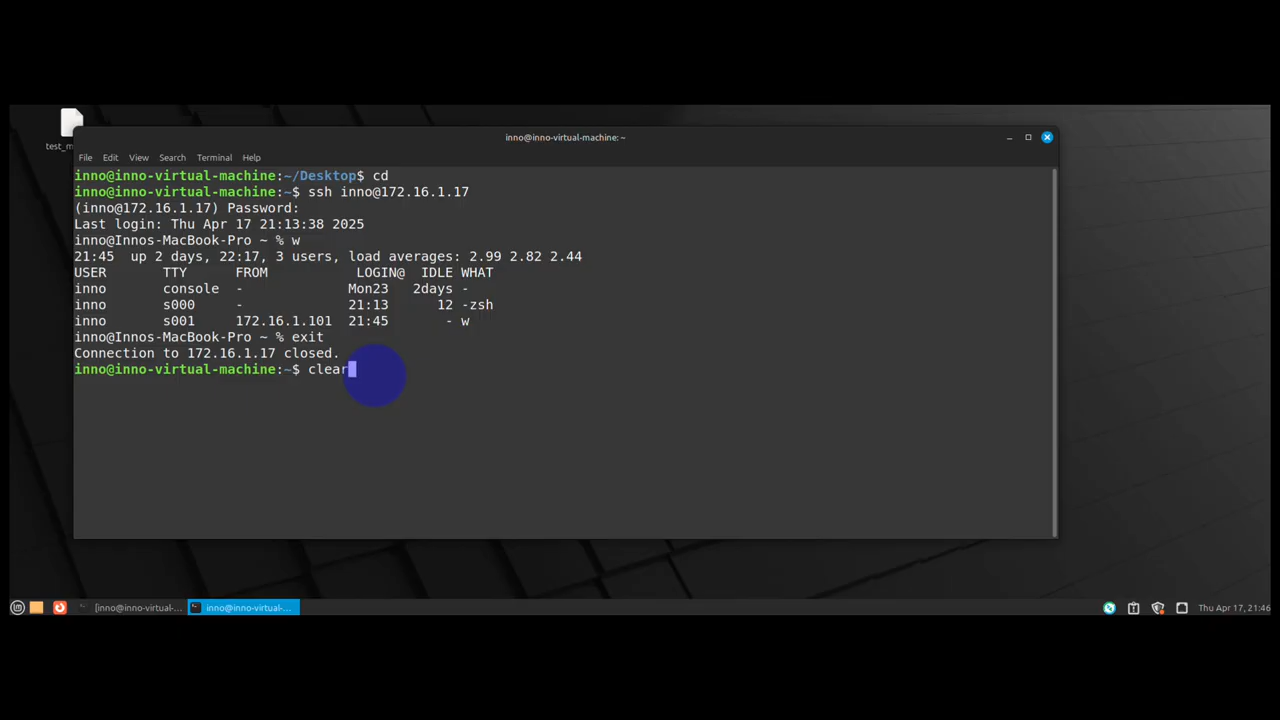 test_m
inno@inno-virtual-machine: ~
File Edit View Search Terminal Help
inno@inno-virtual-machine:~/Desktop$ cd
inno@inno-virtual-machine:~$ ssh inno@172.16.1.17
(inno@172.16.1.17) Password:
Last login: Thu Apr 17 21:13:38 2025
inno@Innos-MacBook-Pro ~ % w
21:45  up 2 days, 22:17, 3 users, load averages: 2.99 2.82 2.44
USER       TTY      FROM             LOGIN@  IDLE WHAT
inno       console  -                Mon23   2days -
inno       s000     -                21:13      12 -zsh
inno       s001     172.16.1.101     21:45       - w
inno@Innos-MacBook-Pro ~ % exit
Connection to 172.16.1.17 closed.
inno@inno-virtual-machine:~$ clear
[inno@inno-virtual-... inno@inno-virtual-... Thu Apr 17, 21:46